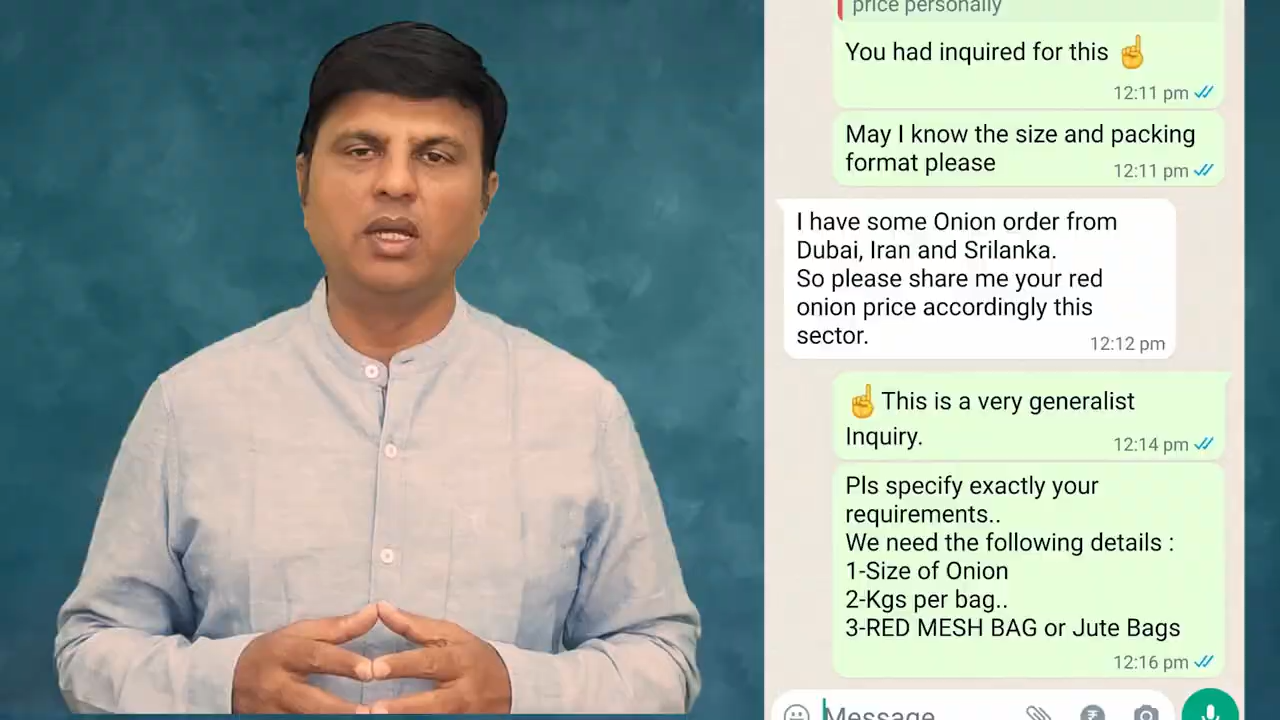 price personally
You had inquired for this ☝
12:11 pm
May I know the size and packing
format please
12:11 pm
I have some Onion order from
Dubai, Iran and Srilanka.
So please share me your red
onion price accordingly this
sector.
12:12 pm
☝This is a very generalist
Inquiry.
12:14 pm
Pls specify exactly your
requirements..
We need the following details :
1-Size of Onion
2-Kgs per bag..
3-RED MESH BAG or Jute Bags
12:16 pm
Message